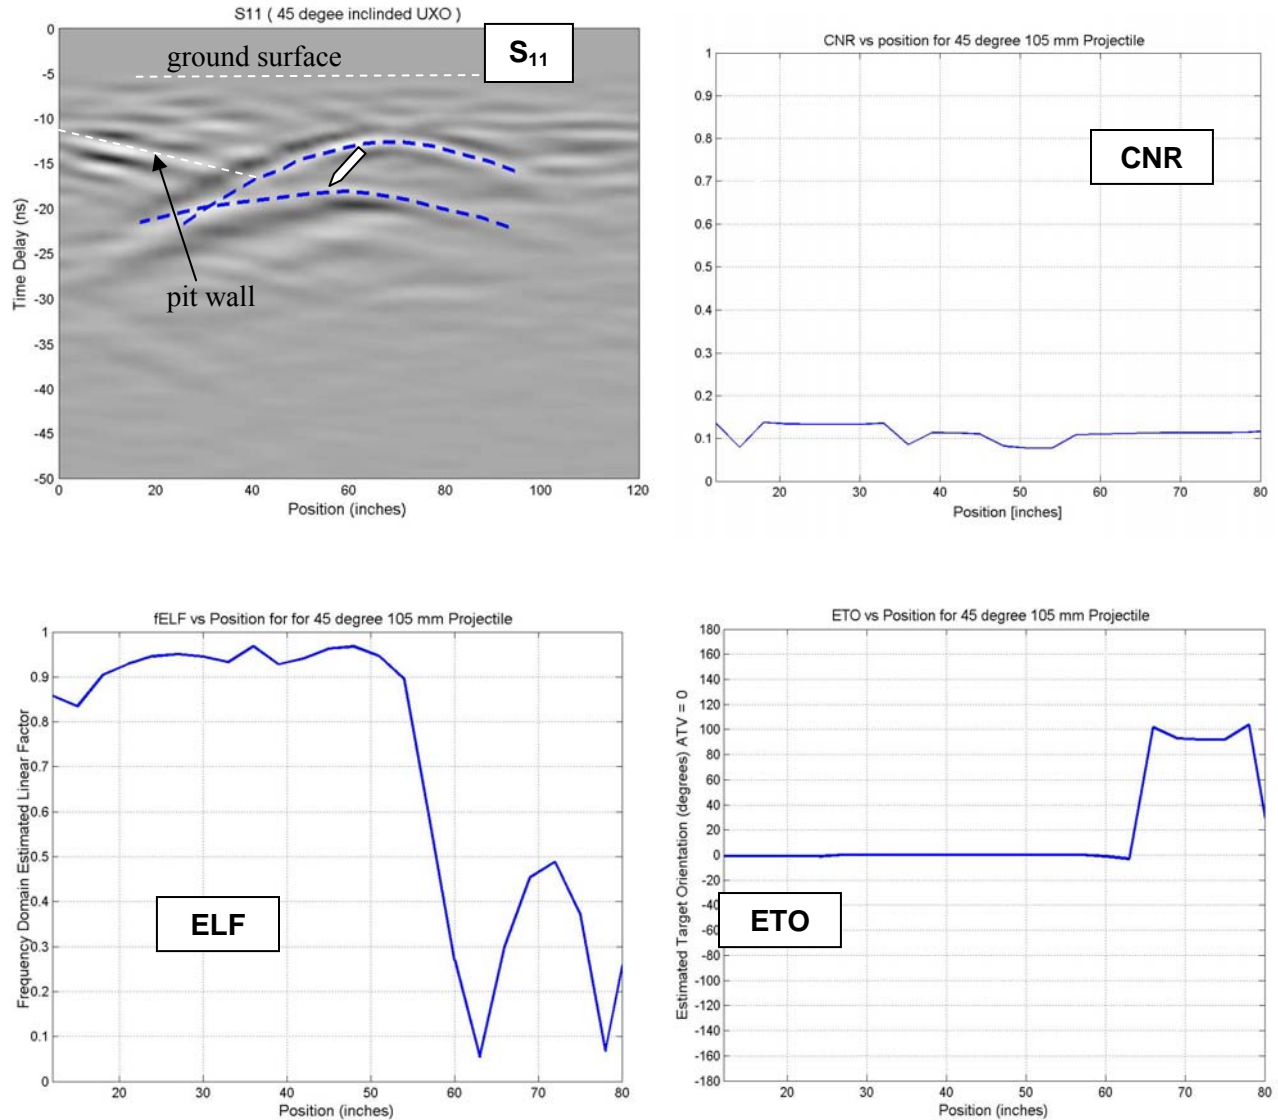 S11 ( 45 degee inclinded UXO )
S11
ground surface
pit wall
0
-5
-10
-15
-20
-25
-30
-35
-40
-45
-50
Time Delay (ns)
0 20 40 60 80 100 120
Position (inches)
CNR vs position for 45 degree 105 mm Projectile
CNR
1
0.9
0.8
0.7
0.6
0.5
0.4
0.3
0.2
0.1
0
20 30 40 50 60 70 80
Position [inches]
fELF vs Position for for 45 degree 105 mm Projectile
ELF
Frequency Domain Estimated Linear Factor
1
0.9
0.8
0.7
0.6
0.5
0.4
0.3
0.2
0.1
0
20 30 40 50 60 70 80
Position (inches)
ETO vs Position for 45 degree 105 mm Projectile
ETO
Estimated Target Orientation (degrees) ATV = 0
180
160
140
120
100
80
60
40
20
0
-20
-4
-80
-100
-120
-140
-160
-180
20 30 40 50 60 70 80
Position (inches)